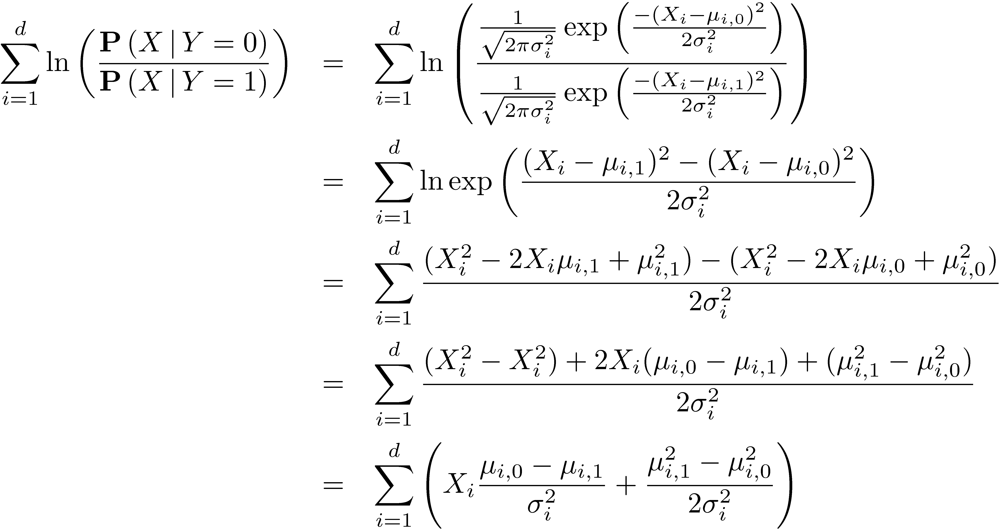 \sum_{i=1}^{d} \ln \left( \frac{\mathbf{P}(X \mid Y = 0)}{\mathbf{P}(X \mid Y = 1)} \right) = \sum_{i=1}^{d} \ln \left( \frac{\frac{1}{\sqrt{2\pi\sigma_i^2}} \exp\left( \frac{-(X_i - \mu_{i,0})^2}{2\sigma_i^2} \right)}{\frac{1}{\sqrt{2\pi\sigma_i^2}} \exp\left( \frac{-(X_i - \mu_{i,1})^2}{2\sigma_i^2} \right)} \right)
= \sum_{i=1}^{d} \ln \exp \left( \frac{(X_i - \mu_{i,1})^2 - (X_i - \mu_{i,0})^2}{2\sigma_i^2} \right)
= \sum_{i=1}^{d} \frac{(X_i^2 - 2X_i\mu_{i,1} + \mu_{i,1}^2) - (X_i^2 - 2X_i\mu_{i,0} + \mu_{i,0}^2)}{2\sigma_i^2}
= \sum_{i=1}^{d} \frac{(X_i^2 - X_i^2) + 2X_i(\mu_{i,0} - \mu_{i,1}) + (\mu_{i,1}^2 - \mu_{i,0}^2)}{2\sigma_i^2}
= \sum_{i=1}^{d} \left( X_i \frac{\mu_{i,0} - \mu_{i,1}}{\sigma_i^2} + \frac{\mu_{i,1}^2 - \mu_{i,0}^2}{2\sigma_i^2} \right)